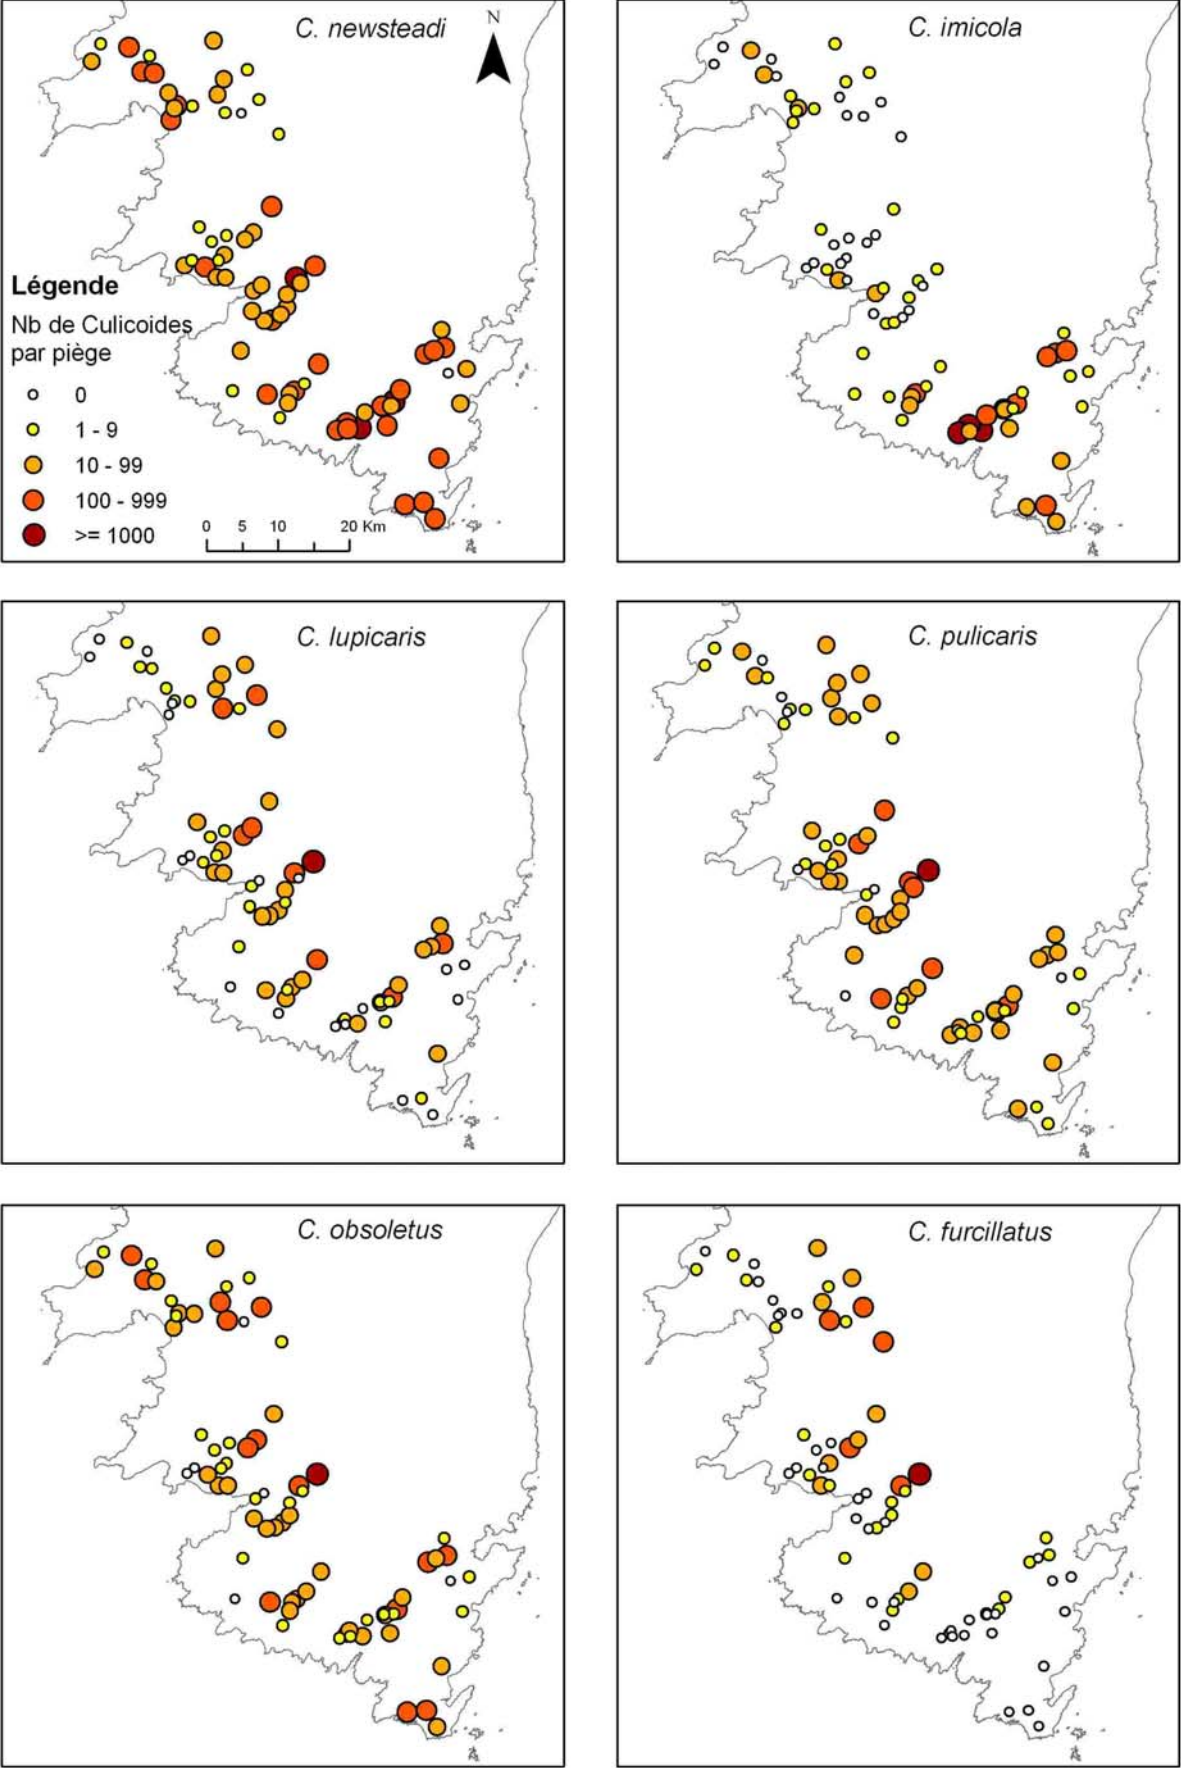 C. newsteadi
N
C. imicola
Légende
Nb de Culicoides
par piège
0
1 - 9
10 - 99
100 - 999
>= 1000
0 5 10 20 Km
C. lupicaris
C. pulicaris
C. obsoletus
C. furcillatus